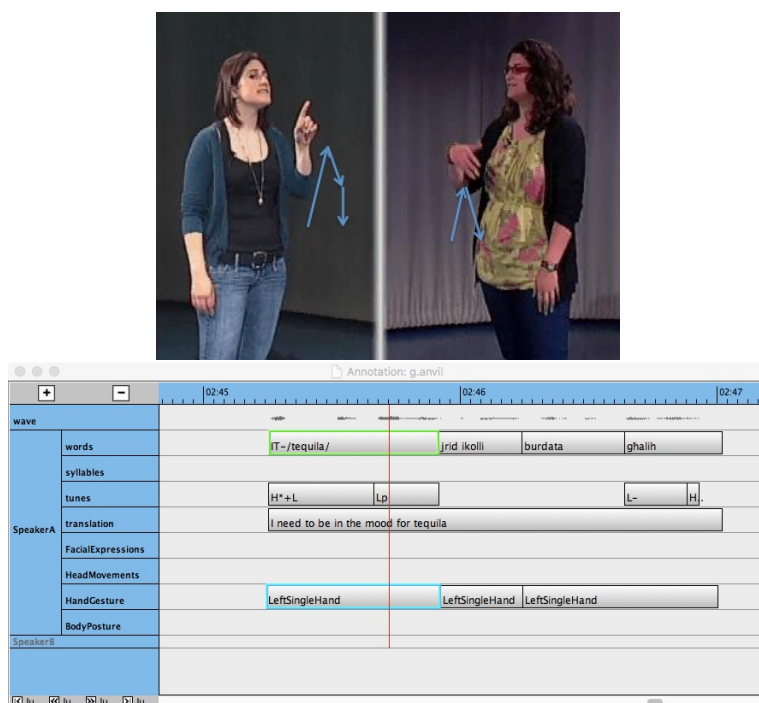 Annotation: g.anvil
+ - 02:45 02:46 02:47
wave
words IT-/tequila/ jrid ikolli burdata għalih
syllables
tunes H*+L Lp L- H.
SpeakerA translation I need to be in the mood for tequila
FacialExpressions
HeadMovements
HandGesture LeftSingleHand LeftSingleHand LeftSingleHand
BodyPosture
SpeakerB